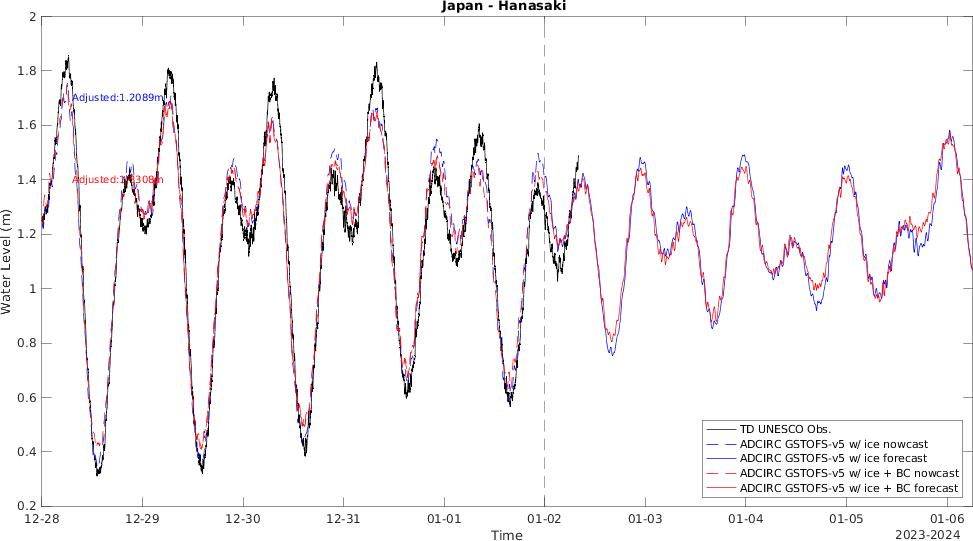 Japan - Hanasaki
2
1.8
1.6
1.4
1.2
1
0.8
0.6
0.4
0.2
Water Level (m)
Adjusted:1.2089m
12-28
12-29
12-30
12-31
01-01
01-02
01-03
01-04
01-05
01-06
Time
2023-2024
TD UNESCO Obs.
ADCIRC GSTOFS-v5 w/ ice nowcast
ADCIRC GSTOFS-v5 w/ ice forecast
ADCIRC GSTOFS-v5 w/ ice + BC nowcast
ADCIRC GSTOFS-v5 w/ ice + BC forecast